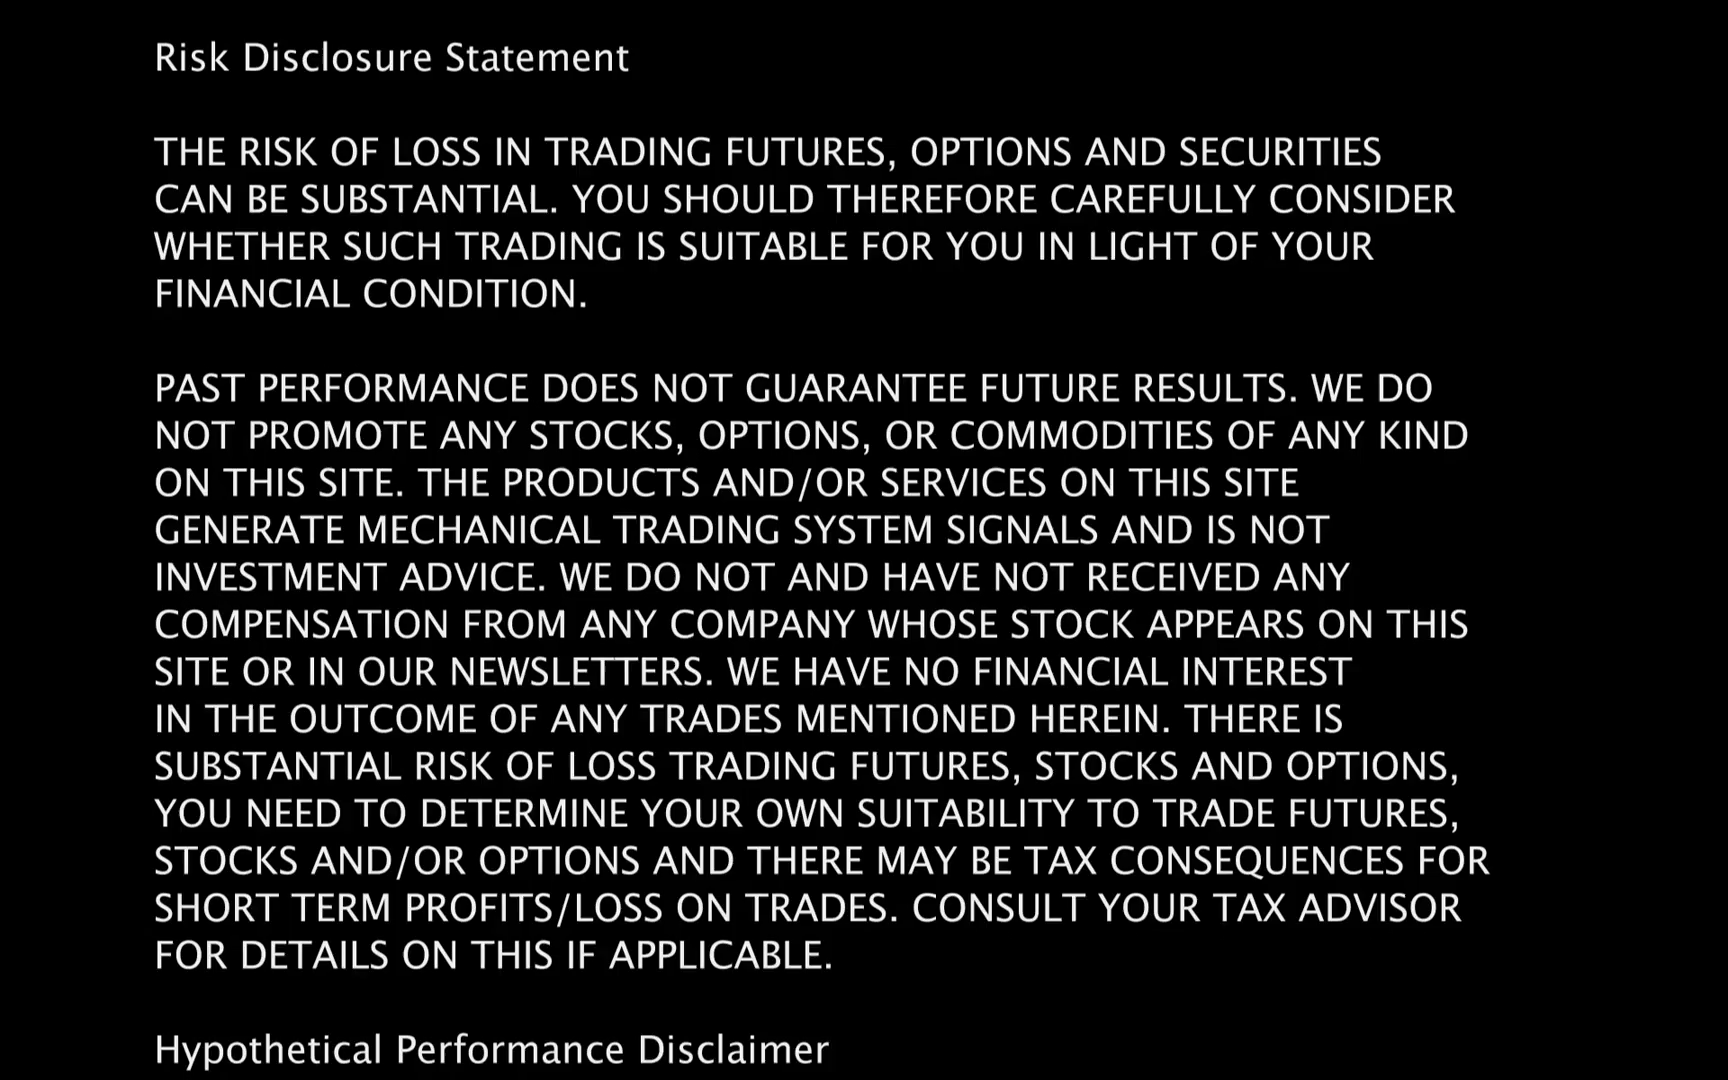 Risk Disclosure Statement
THE RISK OF LOSS IN TRADING FUTURES, OPTIONS AND SECURITIES
CAN BE SUBSTANTIAL. YOU SHOULD THEREFORE CAREFULLY CONSIDER
WHETHER SUCH TRADING IS SUITABLE FOR YOU IN LIGHT OF YOUR
FINANCIAL CONDITION.
PAST PERFORMANCE DOES NOT GUARANTEE FUTURE RESULTS. WE DO
NOT PROMOTE ANY STOCKS, OPTIONS, OR COMMODITIES OF ANY KIND
ON THIS SITE. THE PRODUCTS AND/OR SERVICES ON THIS SITE
GENERATE MECHANICAL TRADING SYSTEM SIGNALS AND IS NOT
INVESTMENT ADVICE. WE DO NOT AND HAVE NOT RECEIVED ANY
COMPENSATION FROM ANY COMPANY WHOSE STOCK APPEARS ON THIS
SITE OR IN OUR NEWSLETTERS. WE HAVE NO FINANCIAL INTEREST
IN THE OUTCOME OF ANY TRADES MENTIONED HEREIN. THERE IS
SUBSTANTIAL RISK OF LOSS TRADING FUTURES, STOCKS AND OPTIONS,
YOU NEED TO DETERMINE YOUR OWN SUITABILITY TO TRADE FUTURES,
STOCKS AND/OR OPTIONS AND THERE MAY BE TAX CONSEQUENCES FOR
SHORT TERM PROFITS/LOSS ON TRADES. CONSULT YOUR TAX ADVISOR
FOR DETAILS ON THIS IF APPLICABLE.
Hypothetical Performance Disclaimer